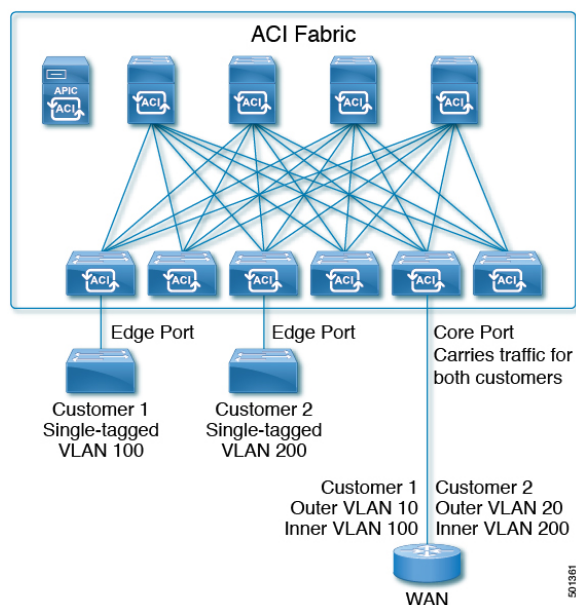 ACI Fabric
APIC
ACI
ACI
ACI
ACI
ACI
ACI
ACI
ACI
ACI
ACI
ACI
Edge Port
Edge Port
Core Port
Carries traffic for
both customers
Customer 1
Single-tagged
VLAN 100
Customer 2
Single-tagged
VLAN 200
Customer 1
Outer VLAN 10
Inner VLAN 100
Customer 2
Outer VLAN 20
Inner VLAN 200
WAN
501361